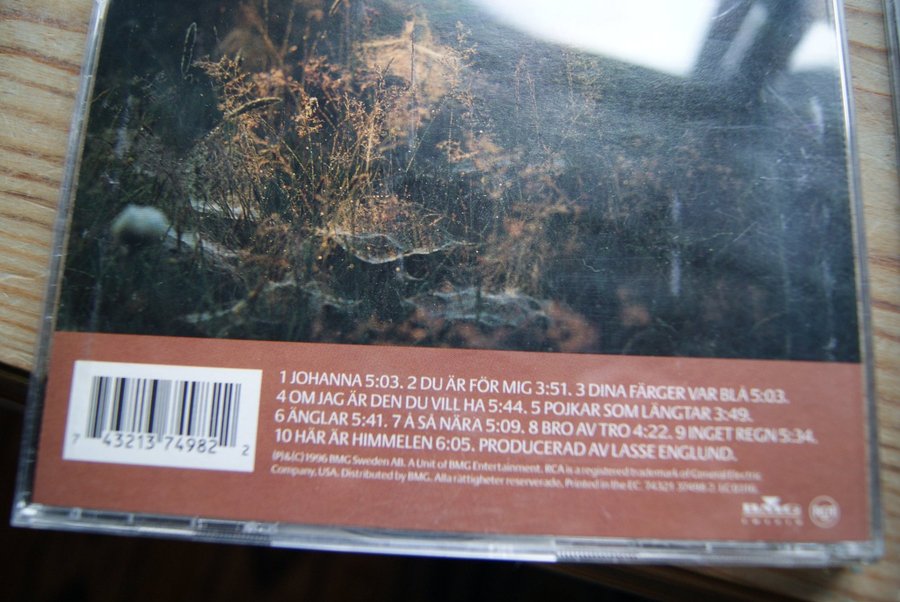 1 JOHANNA 5:03. 2 DU ÄR FÖR MIG 3:51. 3 DINA FÄRGER VAR BLÅ 5:03.
4 OM JAG ÄR DEN DU VILL HA 5:44. 5 POJKAR SOM LÄNGTAR 3:49.
6 ÄNGLAR 5:41. 7 Å SÅ NÄRA 5:09. 8 BRO AV TRO 4:22. 9 INGET REGN 5:34.
10 HÄR ÄR HIMMELEN 6:05. PRODUCERAD AV LASSE ENGLUND.
(P)&(C) 1996 BMG Sweden AB. A Unit of BMG Entertainment. RCA is a registered trademark of General Electric
Company, USA. Distributed by BMG. Alla rättigheter reserverade. Printed in the EC. 74321 37498 2
7 43213 74982 2
BMG
RCA